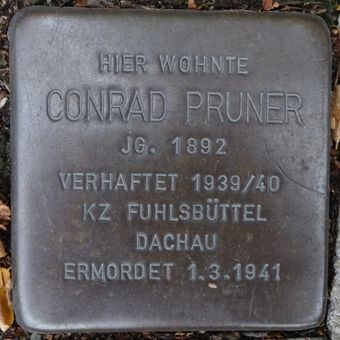 HIER WOHNTE
CONRAD PRUNER
JG. 1892
VERHAFTET 1939/40
KZ FUHLSBÜTTEL
DACHAU
ERMORDET 1.3.1941